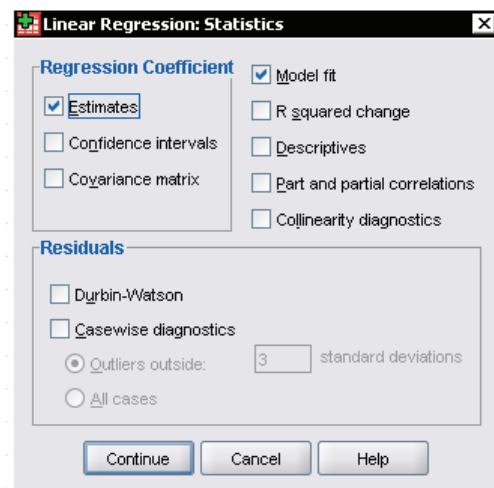 Linear Regression: Statistics
Regression Coefficient
Estimates
Confidence intervals
Covariance matrix
Model fit
R squared change
Descriptives
Part and partial correlations
Collinearity diagnostics
Residuals
Durbin-Watson
Casewise diagnostics
Outliers outside: 3 standard deviations
All cases
Continue Cancel Help